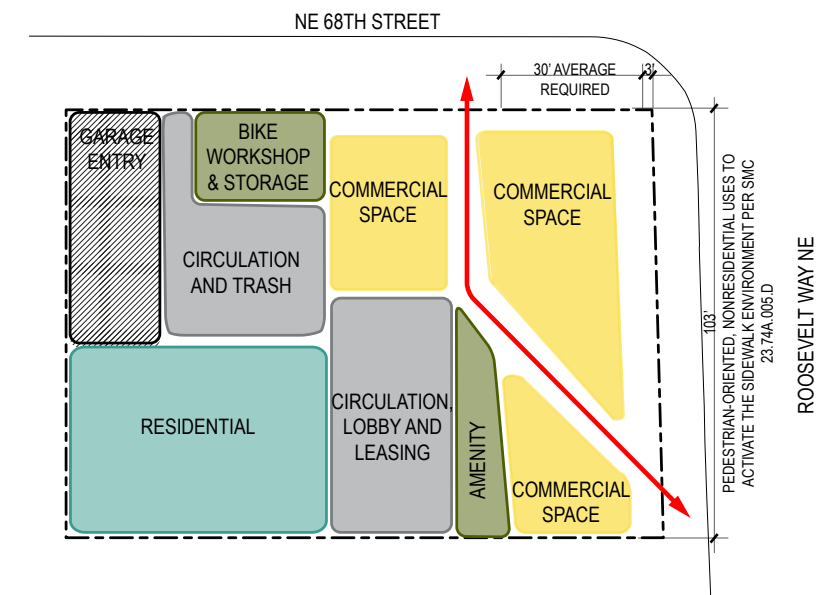 NE 68TH STREET
30' AVERAGE
REQUIRED
3'
GARAGE
ENTRY
BIKE
WORKSHOP
& STORAGE
COMMERCIAL
SPACE
COMMERCIAL
SPACE
CIRCULATION
AND TRASH
RESIDENTIAL
CIRCULATION,
LOBBY AND
LEASING
AMENITY
COMMERCIAL
SPACE
103'
PEDESTRIAN-ORIENTED, NONRESIDENTIAL USES TO
ACTIVATE THE SIDEWALK ENVIRONMENT PER SMC
23.74A.005.D
ROOSEVELT WAY NE